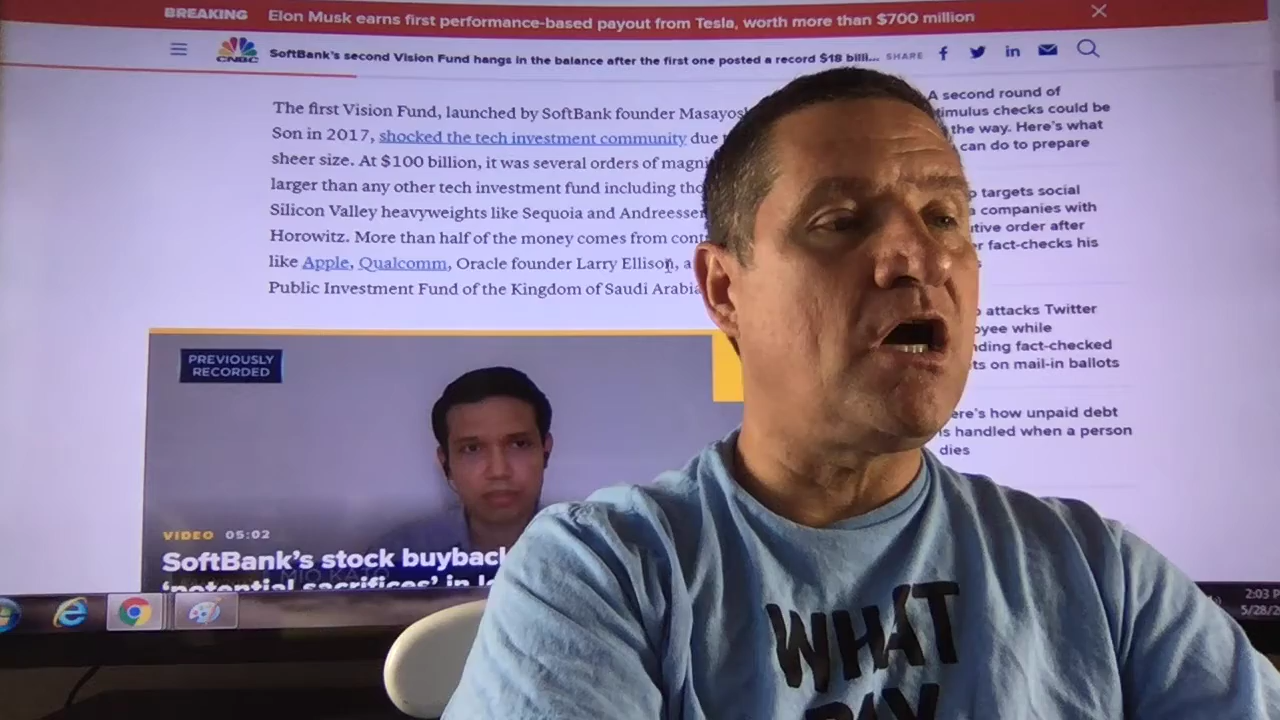 BREAKING Elon Musk earns first performance-based payout from Tesla, worth more than $700 million
CNBC SoftBank's second Vision Fund hangs in the balance after the first one posted a record $18 billi... SHARE
The first Vision Fund, launched by SoftBank founder Masayos
Son in 2017, shocked the tech investment community due
sheer size. At $100 billion, it was several orders of magni
larger than any other tech investment fund including tho
Silicon Valley heavyweights like Sequoia and Andreesser
Horowitz. More than half of the money comes from cont
like Apple, Qualcomm, Oracle founder Larry Ellison, a
Public Investment Fund of the Kingdom of Saudi Arabia
A second round of
timulus checks could be
the way. Here's what
can do to prepare
p targets social
a companies with
utive order after
r fact-checks his
s
p attacks Twitter
oyee while
nding fact-checked
ts on mail-in ballots
ere's how unpaid debt
is handled when a person
dies
PREVIOUSLY
RECORDED
VIDEO 05:02
SoftBank's stock buyback
'potential sacrifices' in l
2:03 P
5/28/2
WHAT
PAY